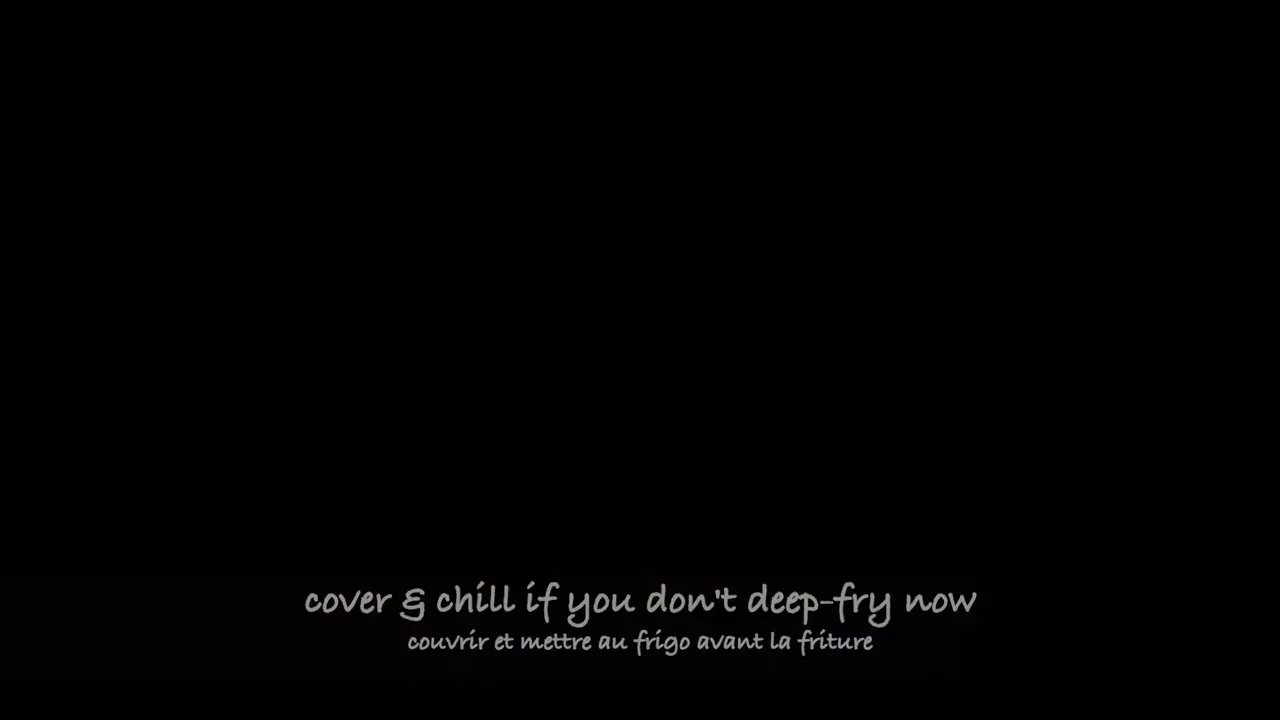 cover & chill if you don't deep-fry now
couvrir et mettre au frigo avant la friture